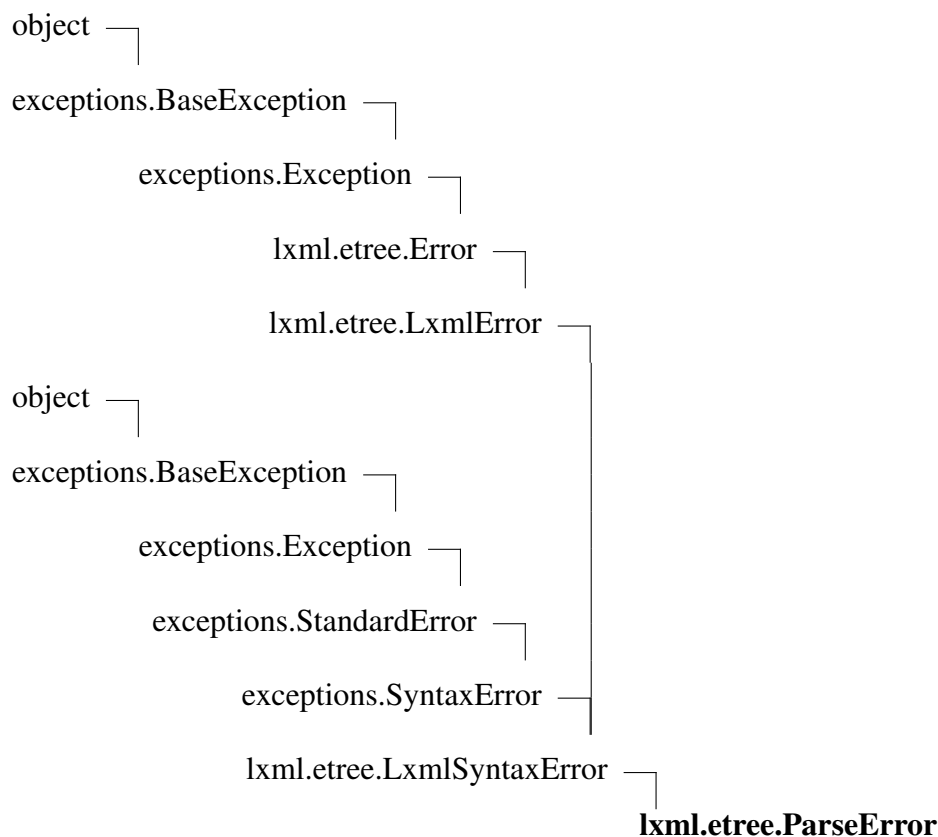 object
exceptions.BaseException
exceptions.Exception
lxml.etree.Error
lxml.etree.LxmlError
object
exceptions.BaseException
exceptions.Exception
exceptions.StandardError
exceptions.SyntaxError
lxml.etree.LxmlSyntaxError
lxml.etree.ParseError